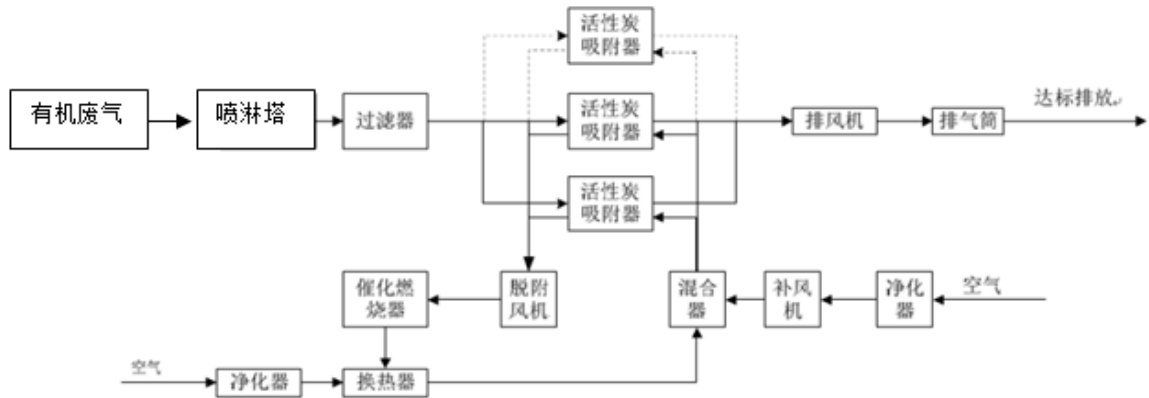 活性炭
吸附器
有机废气
喷淋塔
过滤器
活性炭
吸附器
排风机
排气筒
达标排放
活性炭
吸附器
催化燃
烧器
脱附
风机
混合
器
补风
机
净化
器
空气
空气
净化器
换热器